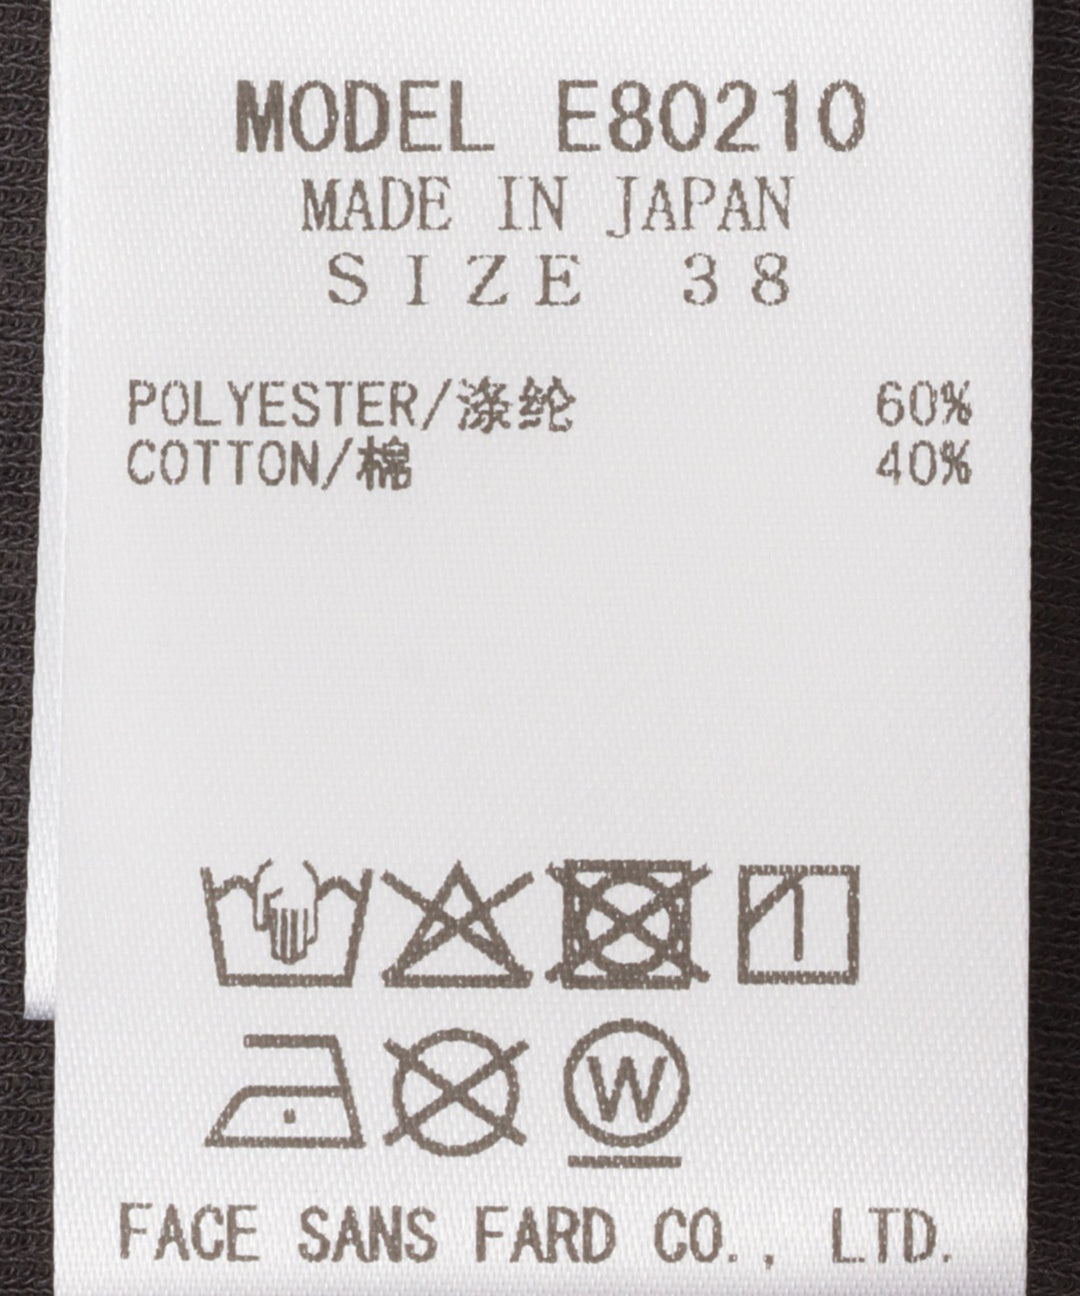 MODEL E80210
MADE IN JAPAN
SIZE 38
POLYESTER/涤纶 60%
COTTON/棉 40%
W
FACE SANS FARD CO., LTD.